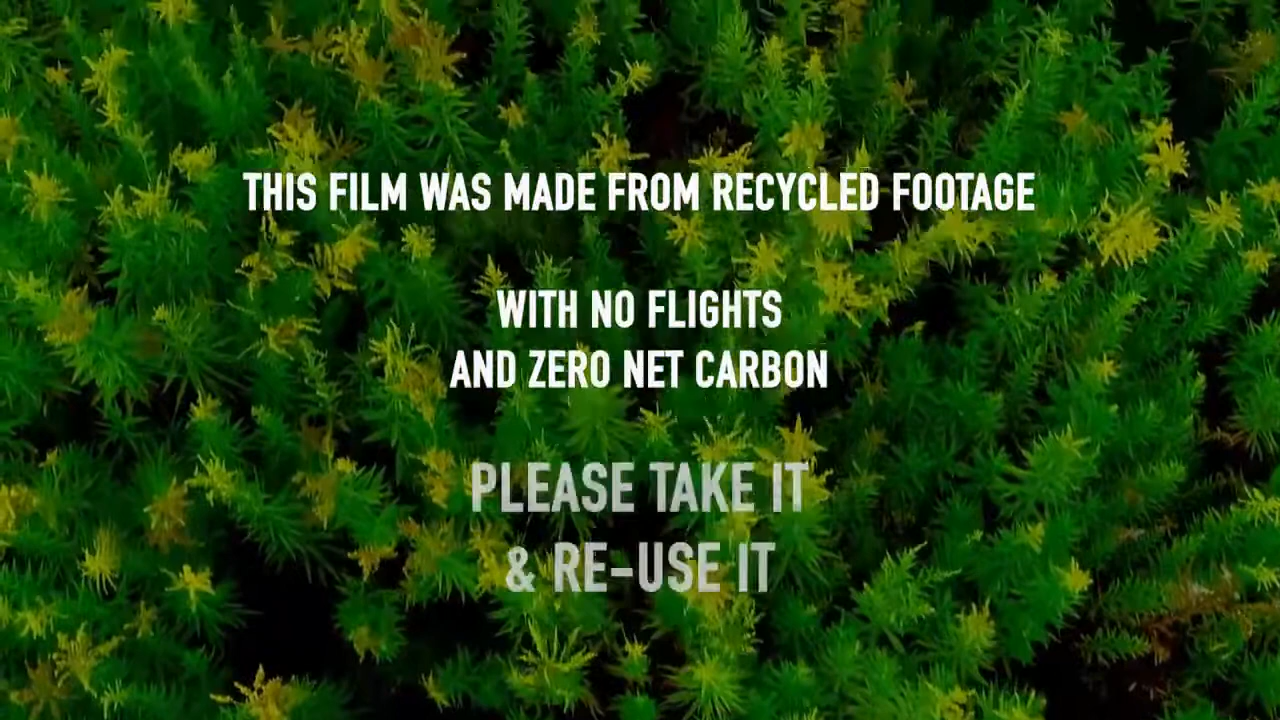 THIS FILM WAS MADE FROM RECYCLED FOOTAGE
WITH NO FLIGHTS
AND ZERO NET CARBON
PLEASE TAKE IT
& RE-USE IT